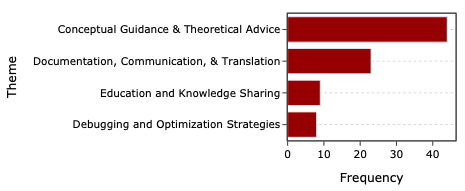 Theme
Conceptual Guidance & Theoretical Advice
Documentation, Communication, & Translation
Education and Knowledge Sharing
Debugging and Optimization Strategies
0 10 20 30 40
Frequency